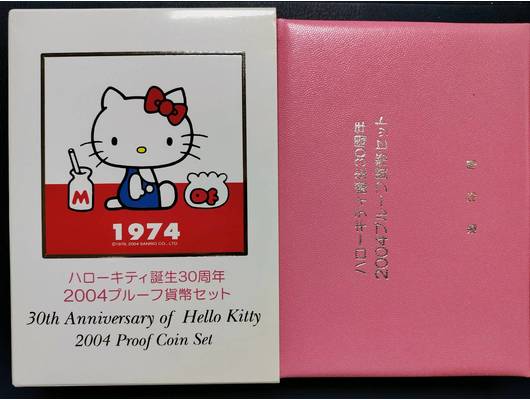 M
1974
©1976, 2004 SANRIO CO., LTD
ハローキティ誕生30周年
2004プルーフ貨幣セット
30th Anniversary of Hello Kitty
2004 Proof Coin Set
ハローキティ誕生30周年
2004プルーフ貨幣セット
造幣局